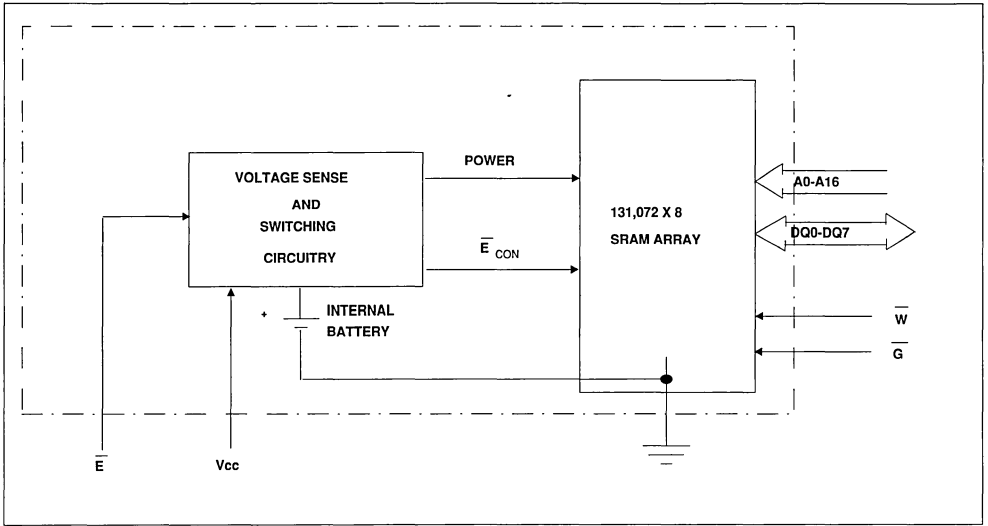 POWER
VOLTAGE SENSE
AND
SWITCHING
CIRCUITRY
E̅ CON
+
INTERNAL
BATTERY
131,072 X 8
SRAM ARRAY
A0-A16
DQ0-DQ7
W̅
G̅
E̅
Vcc